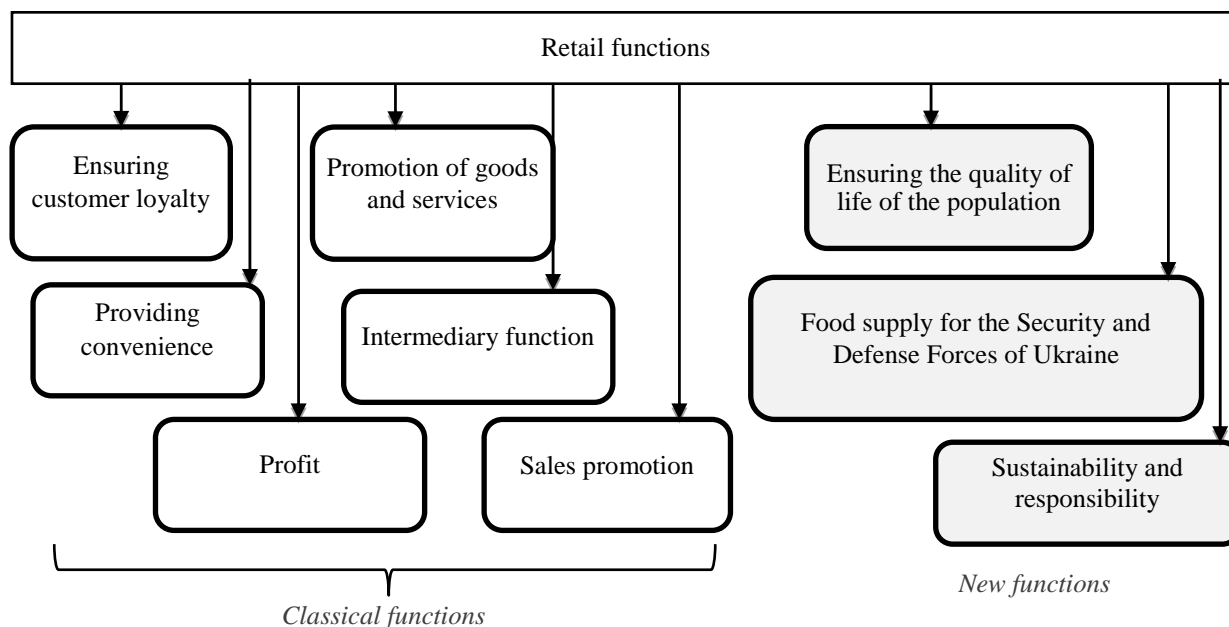 Retail functions
Ensuring
customer loyalty
Promotion of goods
and services
Ensuring the quality of
life of the population
Providing
convenience
Intermediary function
Food supply for the Security and
Defense Forces of Ukraine
Profit
Sales promotion
Sustainability and
responsibility
Classical functions
New functions